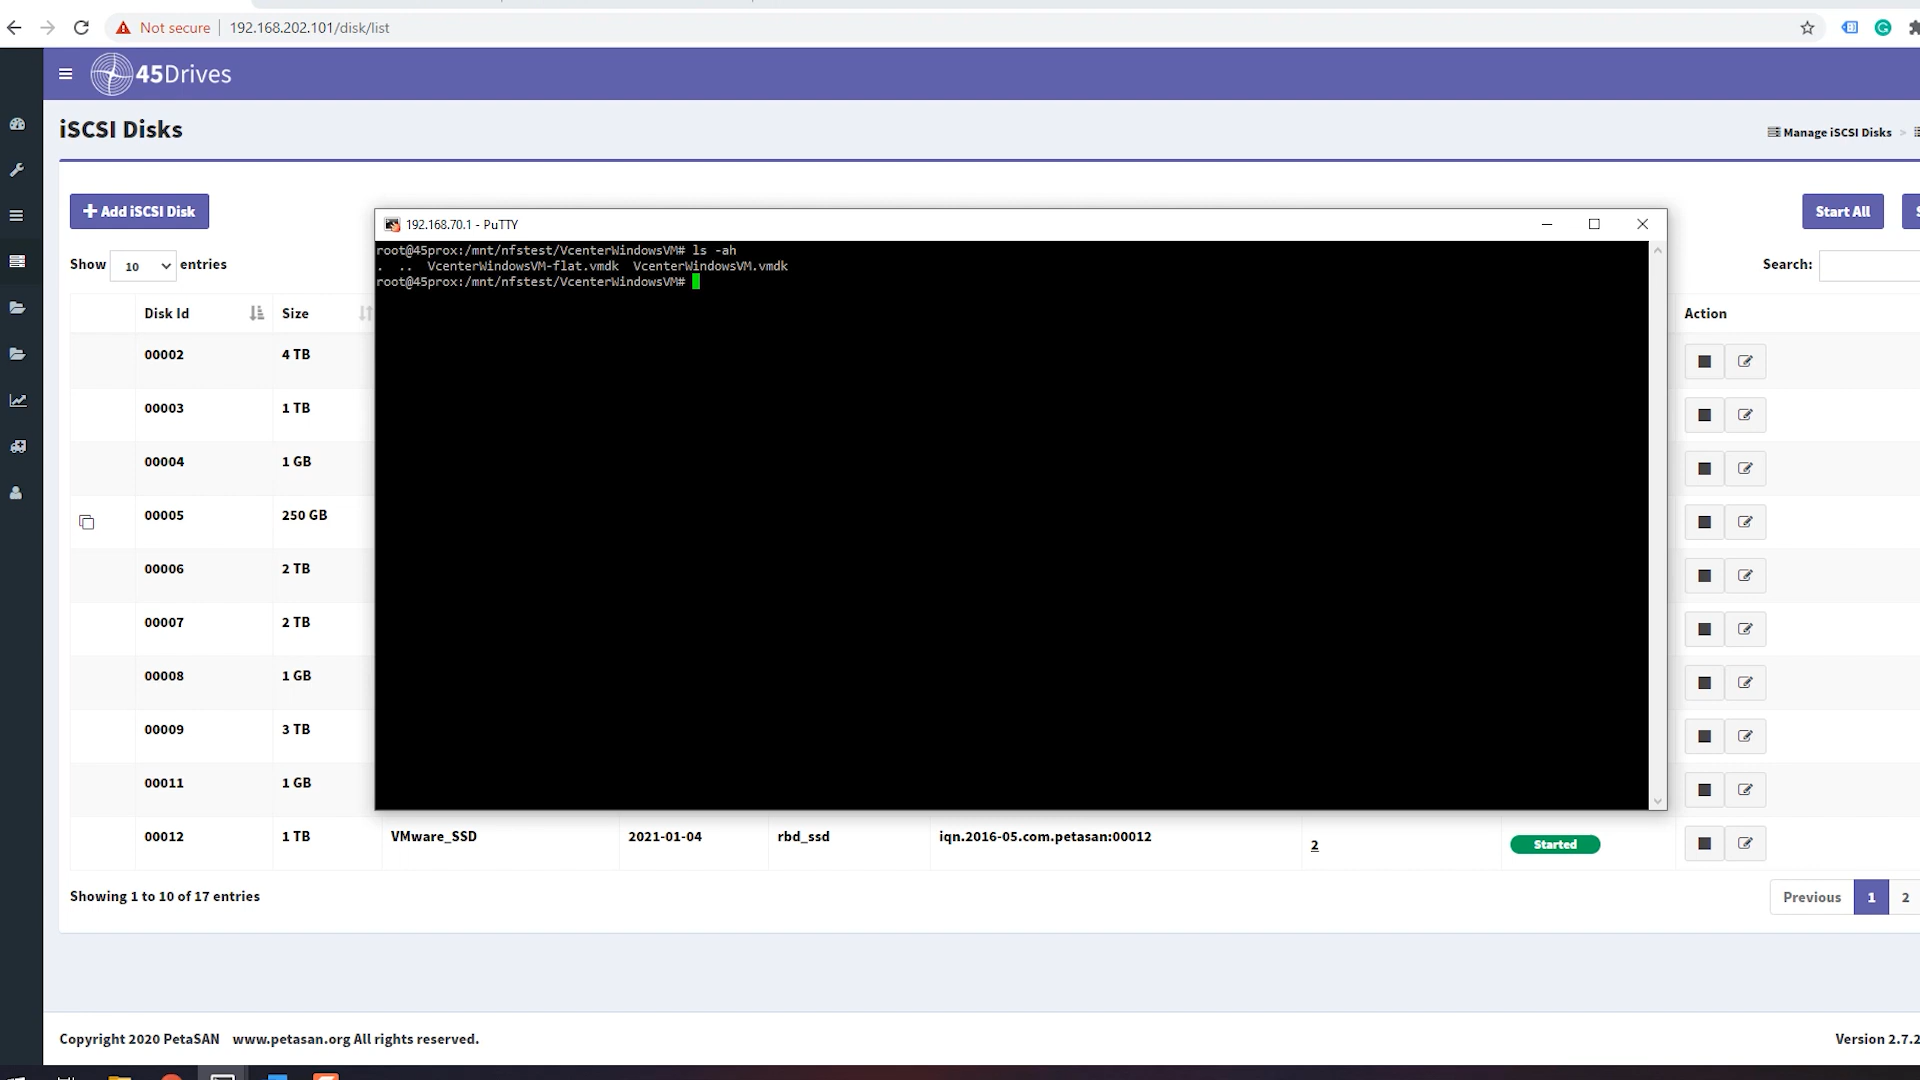 Not secure
192.168.202.101/disk/list
45Drives
iSCSI Disks
Manage iSCSI Disks >
Add iSCSI Disk
Start All
Show 10 entries
Search:
192.168.70.1 - PuTTY
root@45prox:/mnt/nfstest/VcenterWindowsVM# ls -ah
. .. VcenterWindowsVM-flat.vmdk VcenterWindowsVM.vmdk
root@45prox:/mnt/nfstest/VcenterWindowsVM#
Disk Id Size Action
00002 4 TB
00003 1 TB
00004 1 GB
00005 250 GB
00006 2 TB
00007 2 TB
00008 1 GB
00009 3 TB
00011 1 GB
00012 1 TB VMware_SSD 2021-01-04 rbd_ssd iqn.2016-05.com.petasan:00012 2 Started
Showing 1 to 10 of 17 entries
Previous 1 2
Copyright 2020 PetaSAN www.petasan.org All rights reserved.
Version 2.7.2